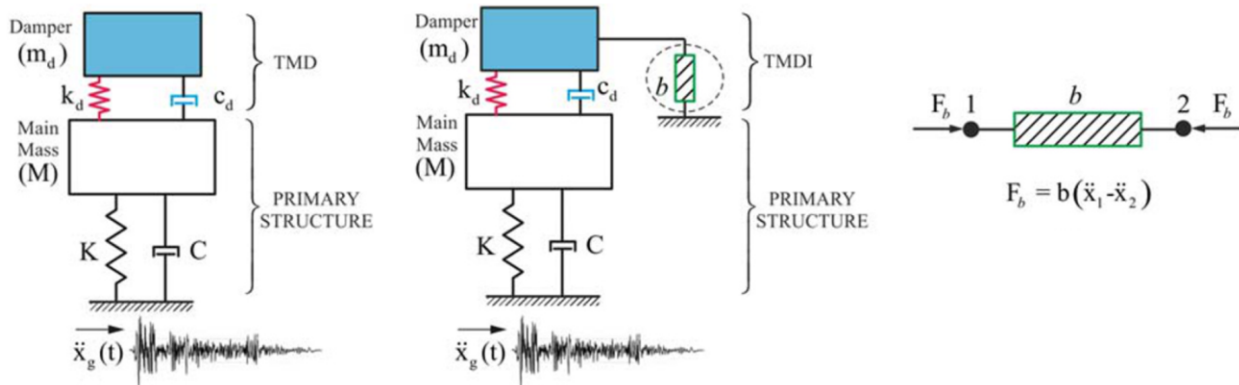 Damper
(m_d)
k_d
c_d
TMD
Main
Mass
(M)
K
C
PRIMARY
STRUCTURE
ẍ_g(t)
Damper
(m_d)
k_d
c_d
b
TMDI
Main
Mass
(M)
K
C
PRIMARY
STRUCTURE
ẍ_g(t)
F_b 1 b 2 F_b
F_b = b(ẍ_1-ẍ_2)